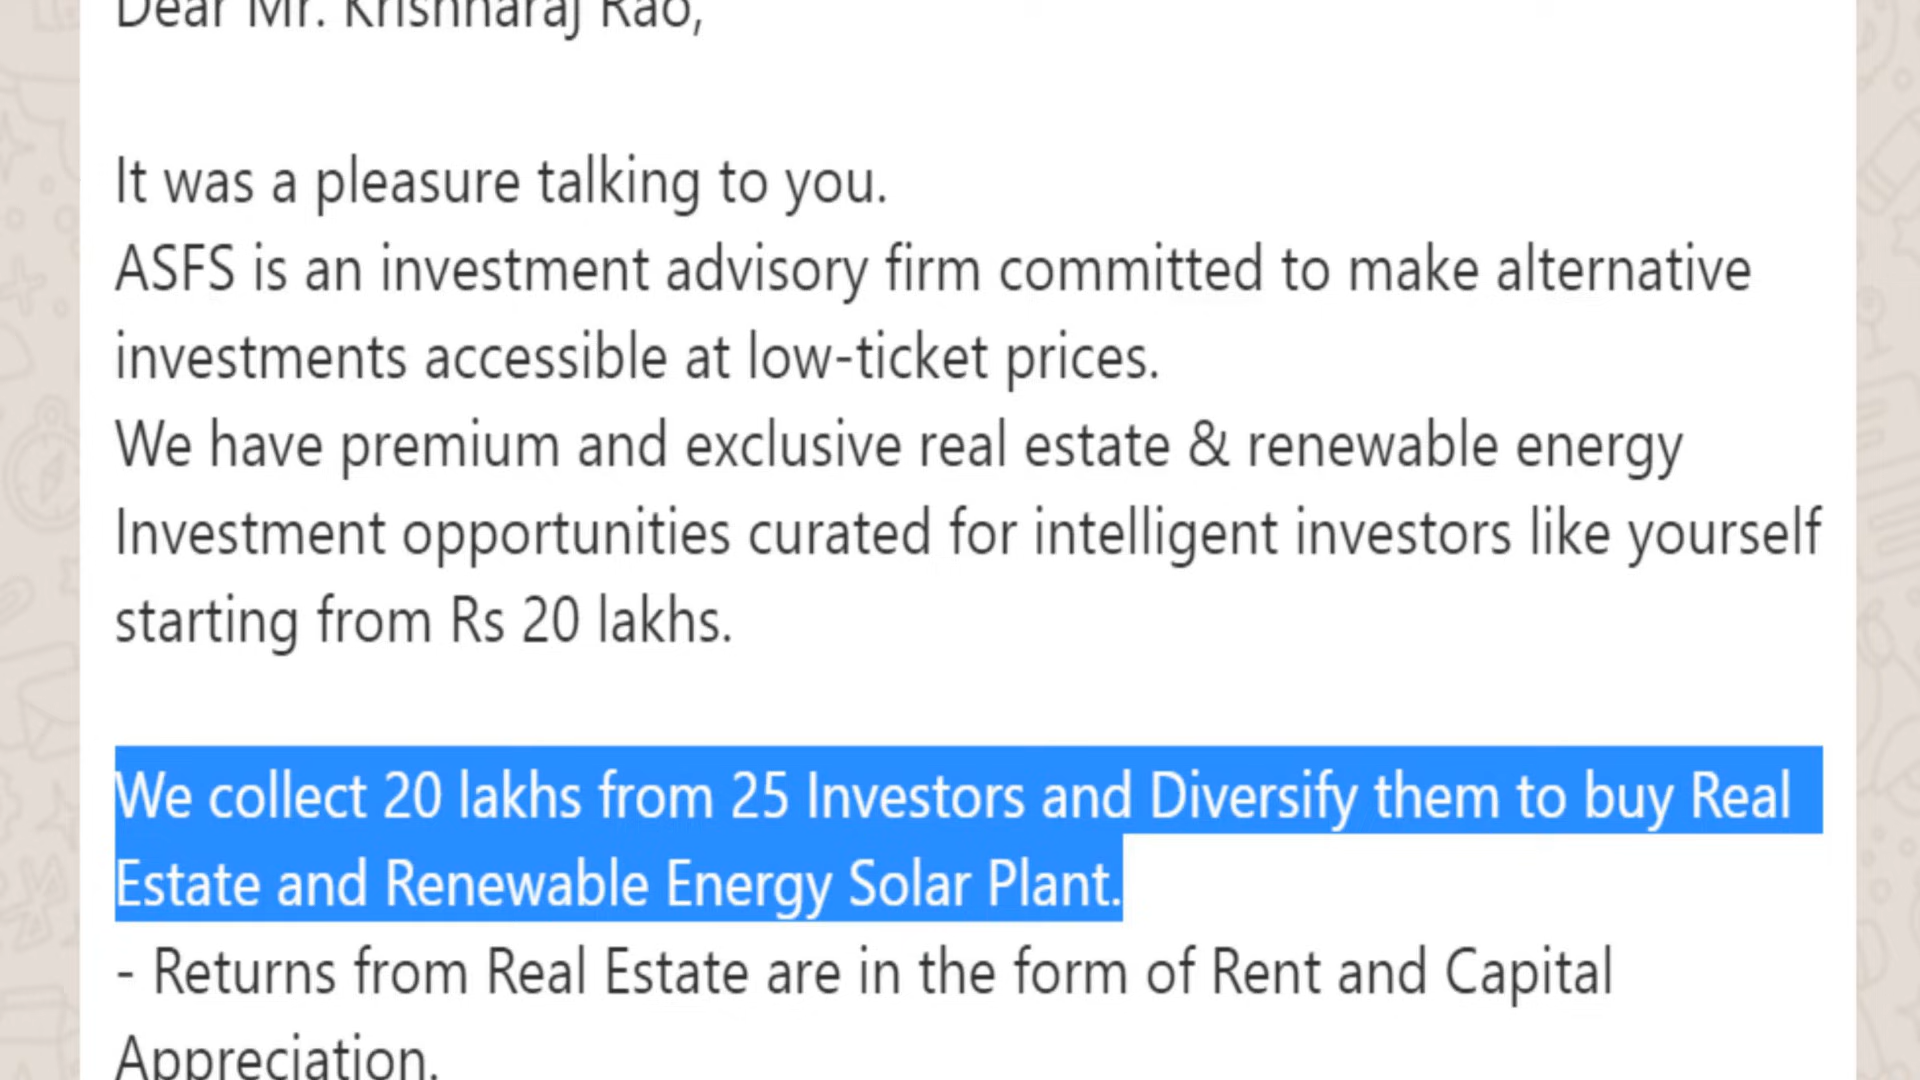 Dear Mr. Krishnaraj Rao,
It was a pleasure talking to you.
ASFS is an investment advisory firm committed to make alternative
investments accessible at low-ticket prices.
We have premium and exclusive real estate & renewable energy
Investment opportunities curated for intelligent investors like yourself
starting from Rs 20 lakhs.
We collect 20 lakhs from 25 Investors and Diversify them to buy Real
Estate and Renewable Energy Solar Plant.
- Returns from Real Estate are in the form of Rent and Capital
Appreciation.